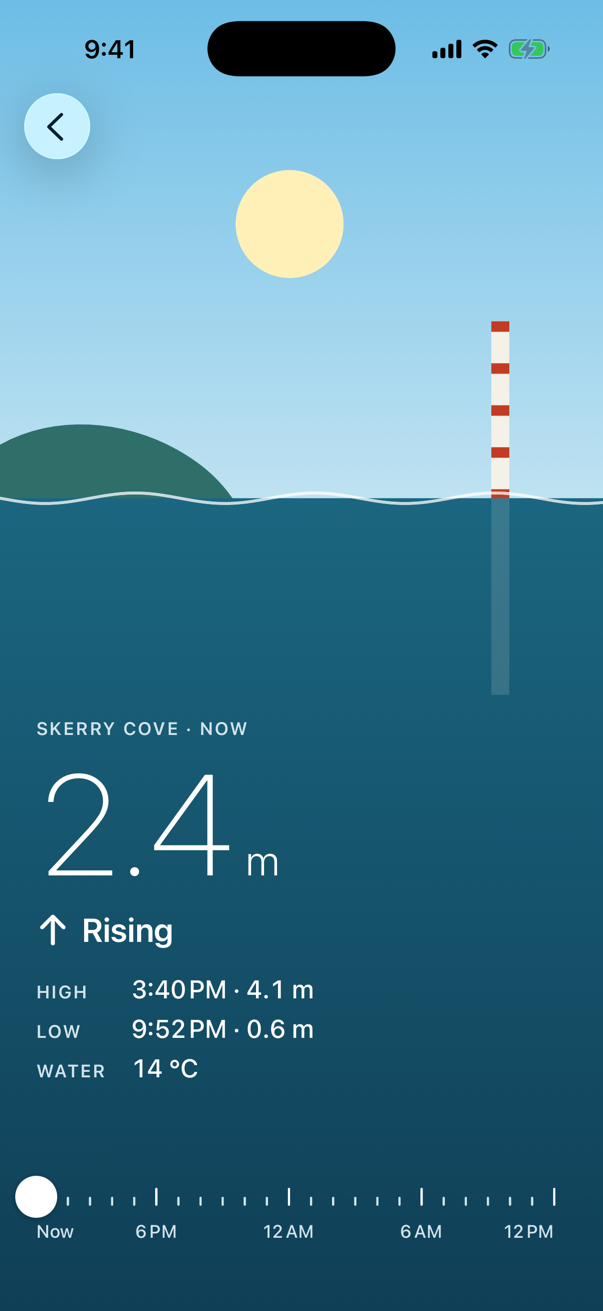 9:41
SKERRY COVE · NOW
2.4 m
↑ Rising
HIGH 3:40 PM · 4.1 m
LOW 9:52 PM · 0.6 m
WATER 14 °C
Now 6 PM 12 AM 6 AM 12 PM